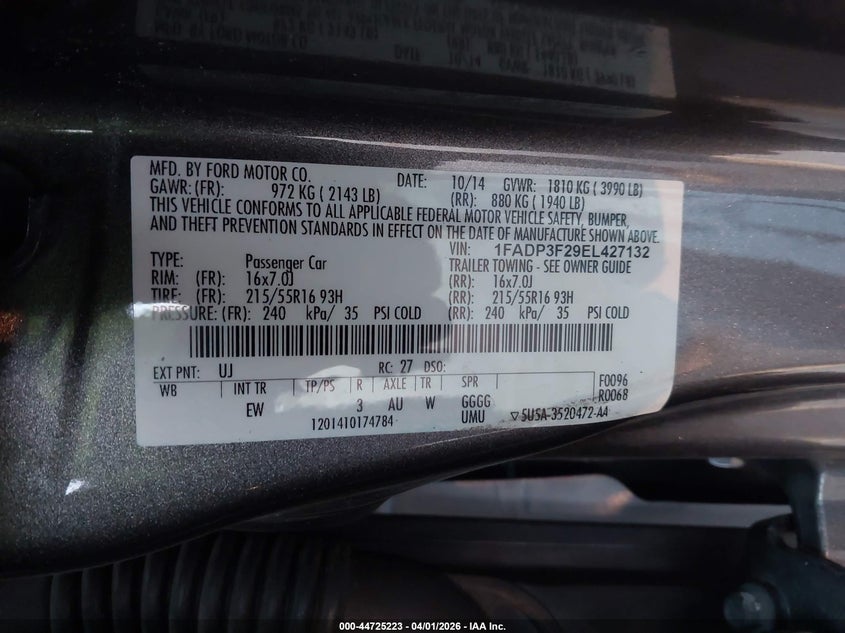 MFD. BY FORD MOTOR CO. DATE: 10/14 GVWR: 1810 KG ( 3990 LB)
GAWR: (FR): 972 KG ( 2143 LB) (RR): 880 KG ( 1940 LB)
THIS VEHICLE CONFORMS TO ALL APPLICABLE FEDERAL MOTOR VEHICLE SAFETY, BUMPER,
AND THEFT PREVENTION STANDARDS IN EFFECT ON THE DATE OF MANUFACTURE SHOWN ABOVE.
VIN: 1FADP3F29EL427132
TYPE: Passenger Car TRAILER TOWING - SEE OWNER GUIDE
RIM: (FR): 16x7.0J (RR): 16x7.0J
TIRE: (FR): 215/55R16 93H (RR): 215/55R16 93H
PRESSURE: (FR): 240 kPa/ 35 PSI COLD (RR): 240 kPa/ 35 PSI COLD
EXT PNT: UJ RC: 27 DSO:
WB INT TR TP/PS R AXLE TR SPR F0096
EW 3 AU W GGGG R0068
1201410174784 UMU ▽5U5A-3520472-A4
000-44725223 - 04/01/2026 - IAA Inc.